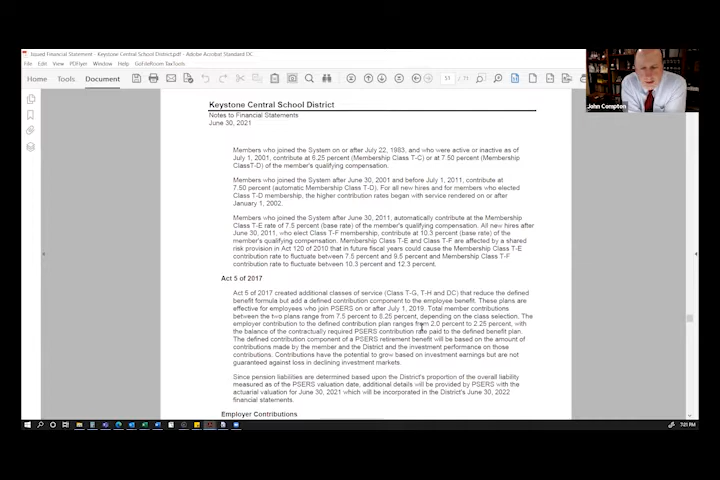 Issued Financial Statement - Keystone Central School District.pdf - Adobe Acrobat Standard DC
File Edit View PDFlyer Window Help GoFileRoom TaxTools
Home Tools Document
51 / 71
John Compton
Keystone Central School District
Notes to Financial Statements
June 30, 2021
Members who joined the System on or after July 22, 1983, and who were active or inactive as of
July 1, 2001, contribute at 6.25 percent (Membership Class T-C) or at 7.50 percent (Membership
ClassT-D) of the member's qualifying compensation.
Members who joined the System after June 30, 2001 and before July 1, 2011, contribute at
7.50 percent (automatic Membership Class T-D). For all new hires and for members who elected
Class T-D membership, the higher contribution rates began with service rendered on or after
January 1, 2002.
Members who joined the System after June 30, 2011, automatically contribute at the Membership
Class T-E rate of 7.5 percent (base rate) of the member's qualifying compensation. All new hires after
June 30, 2011, who elect Class T-F membership, contribute at 10.3 percent (base rate) of the
member's qualifying compensation. Membership Class T-E and Class T-F are affected by a shared
risk provision in Act 120 of 2010 that in future fiscal years could cause the Membership Class T-E
contribution rate to fluctuate between 7.5 percent and 9.5 percent and Membership Class T-F
contribution rate to fluctuate between 10.3 percent and 12.3 percent.
Act 5 of 2017
Act 5 of 2017 created additional classes of service (Class T-G, T-H and DC) that reduce the defined
benefit formula but add a defined contribution component to the employee benefit. These plans are
effective for employees who join PSERS on or after July 1, 2019. Total member contributions
between the two plans range from 7.5 percent to 8.25 percent, depending on the class selection. The
employer contribution to the defined contribution plan ranges from 2.0 percent to 2.25 percent, with
the balance of the contractually required PSERS contribution rate paid to the defined benefit plan.
The defined contribution component of a PSERS retirement benefit will be based on the amount of
contributions made by the member and the District and the investment performance on those
contributions. Contributions have the potential to grow based on investment earnings but are not
guaranteed against loss in declining investment markets.
Since pension liabilities are determined based upon the District's proportion of the overall liability
measured as of the PSERS valuation date, additional details will be provided by PSERS with the
actuarial valuation for June 30, 2021 which will be incorporated in the District's June 30, 2022
financial statements.
Employer Contributions
7:01 PM